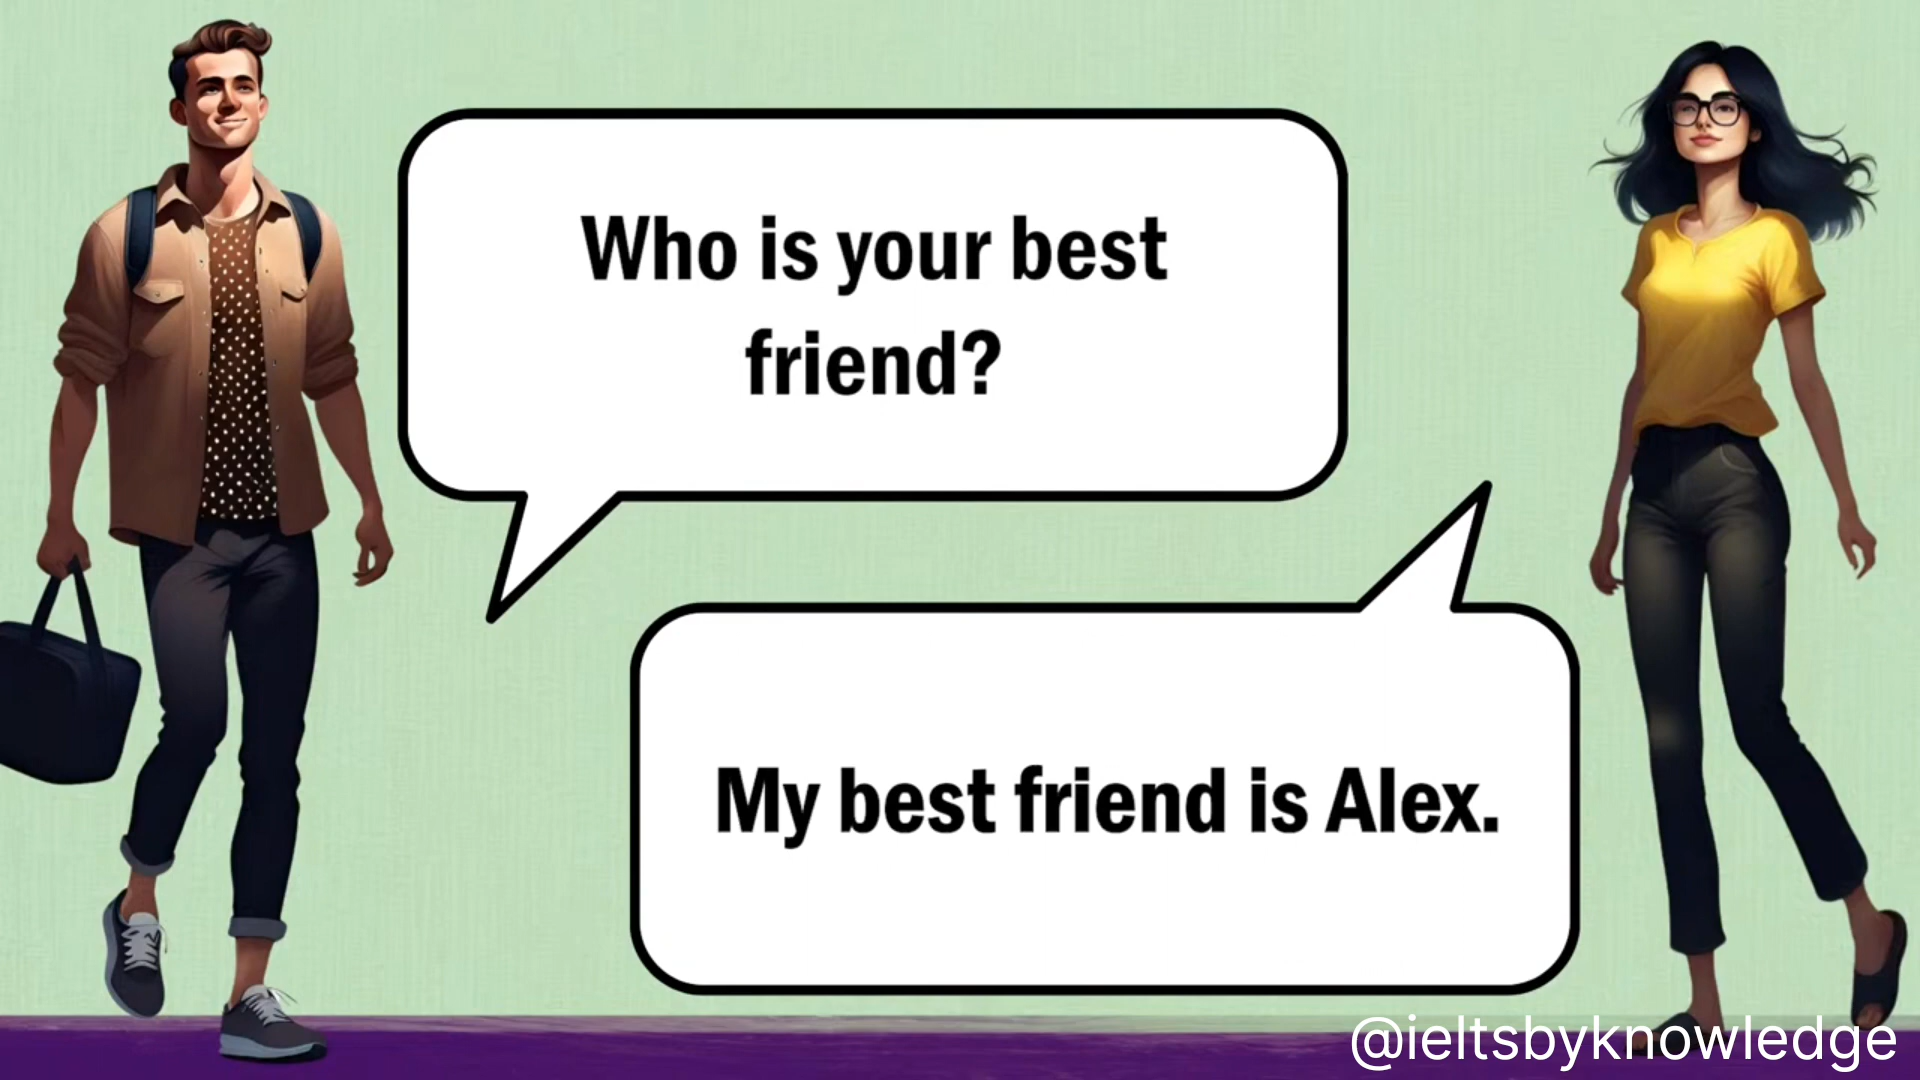 Who is your best
friend?
My best friend is Alex.
@ieltsbyknowledge